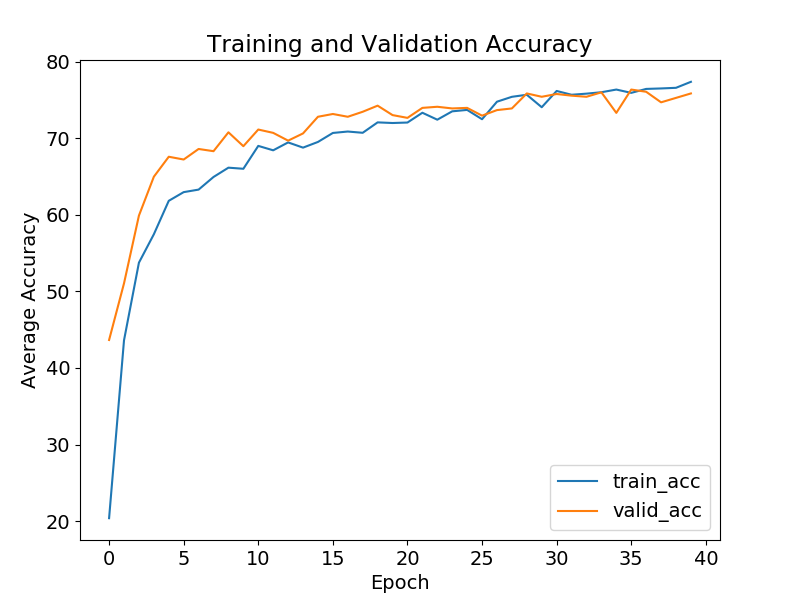 Training and Validation Accuracy
80
70
60
50
40
30
20
Average Accuracy
train_acc
valid_acc
0 5 10 15 20 25 30 35 40
Epoch